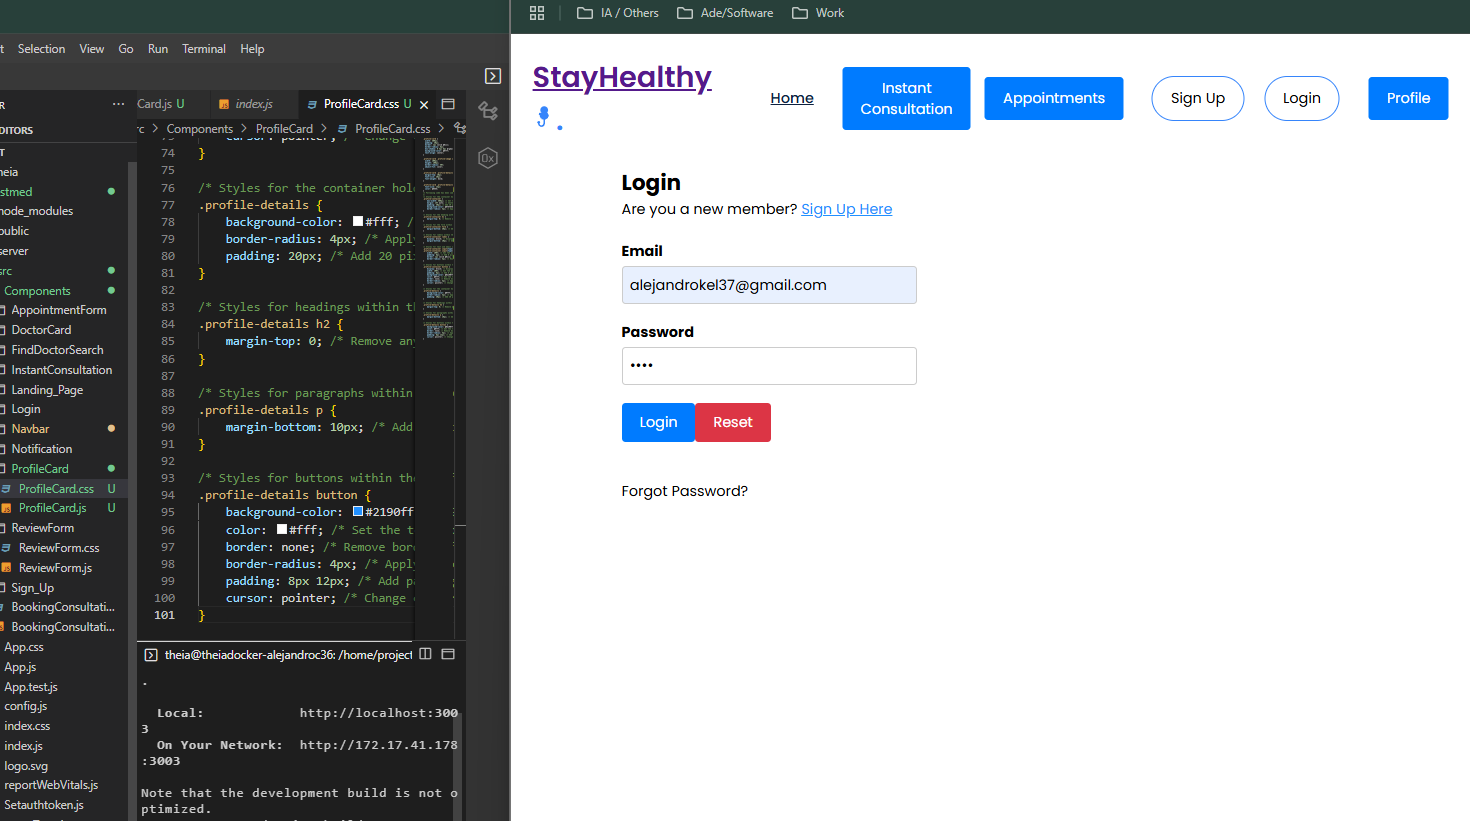 IA / Others
Ade/Software
Work
Selection View Go Run Terminal Help
Card.js U
index.js
ProfileCard.css U
Components > ProfileCard > ProfileCard.css >
DITORS
node_modules
server
Components
AppointmentForm
DoctorCard
FindDoctorSearch
InstantConsultation
Landing_Page
Login
Navbar
Notification
ProfileCard
ProfileCard.css U
ProfileCard.js U
ReviewForm
ReviewForm.css
ReviewForm.js
Sign_Up
BookingConsultati...
BookingConsultati...
App.css
App.js
App.test.js
config.js
index.css
index.js
logo.svg
reportWebVitals.js
Setauthtoken.js
cursor: pointer; /* Change
74 }
75
76 /* Styles for the container hol
77 .profile-details {
78 background-color: #fff; /
79 border-radius: 4px; /* Appl
80 padding: 20px; /* Add 20 pi
81 }
82
83 /* Styles for headings within th
84 .profile-details h2 {
85 margin-top: 0; /* Remove an
86 }
87
88 /* Styles for paragraphs within
89 .profile-details p {
90 margin-bottom: 10px; /* Add
91 }
92
93 /* Styles for buttons within the
94 .profile-details button {
95 background-color: #2190ff
96 color: #fff; /* Set the t
97 border: none; /* Remove bor
98 border-radius: 4px; /* Appl
99 padding: 8px 12px; /* Add p
100 cursor: pointer; /* Change
101 }
theia@theiadocker-alejandroc36: /home/project
.
Local: http://localhost:300
3
On Your Network: http://172.17.41.178
:3003
Note that the development build is not o
ptimized.
StayHealthy
.
Home
Instant
Consultation
Appointments
Sign Up
Login
Profile
Login
Are you a new member? Sign Up Here
Email
alejandrokel37@gmail.com
Password
••••
Login
Reset
Forgot Password?